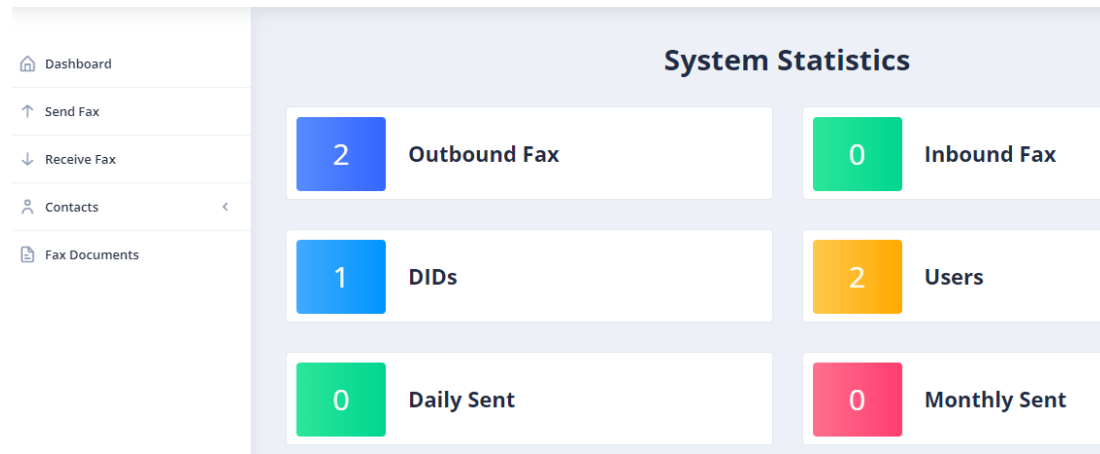 System Statistics
Dashboard
Send Fax
Receive Fax
Contacts
Fax Documents
2 Outbound Fax
0 Inbound Fax
1 DIDs
2 Users
0 Daily Sent
0 Monthly Sent